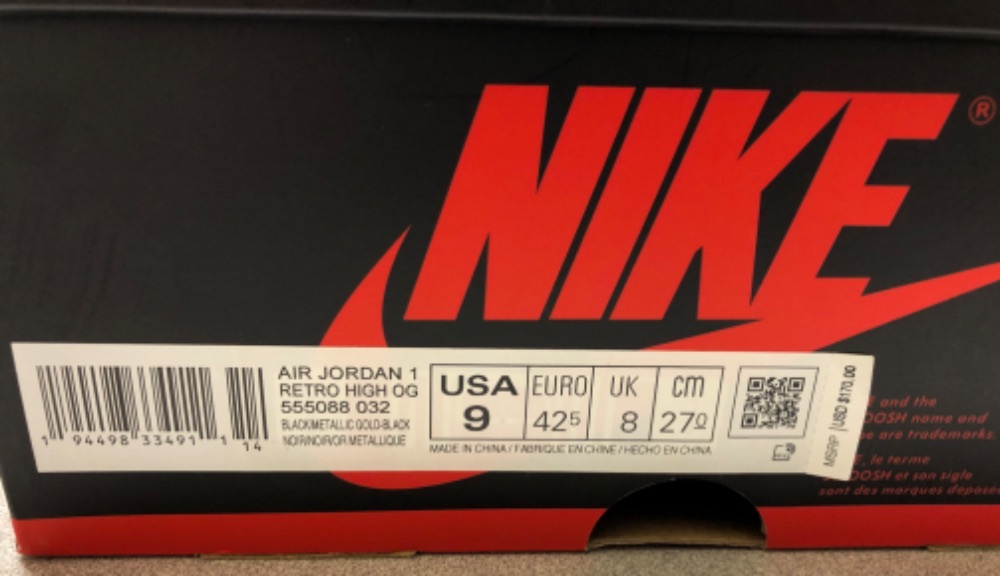 NIKE ®
AIR JORDAN 1
RETRO HIGH OG
555088 032
BLACK/METALLIC GOLD-BLACK
NOIR/NOIR/OR METALLIQUE
1 94498 33491 1 14
USA EURO UK cm
9 42⁵ 8 27⁰
MADE IN CHINA / FABRIQUE EN CHINE / HECHO EN CHINA
MSRP |USD $170.00
and the
OOSH name and
are trademarks.
, le terme
OOSH et son sigle
sont des marques déposé